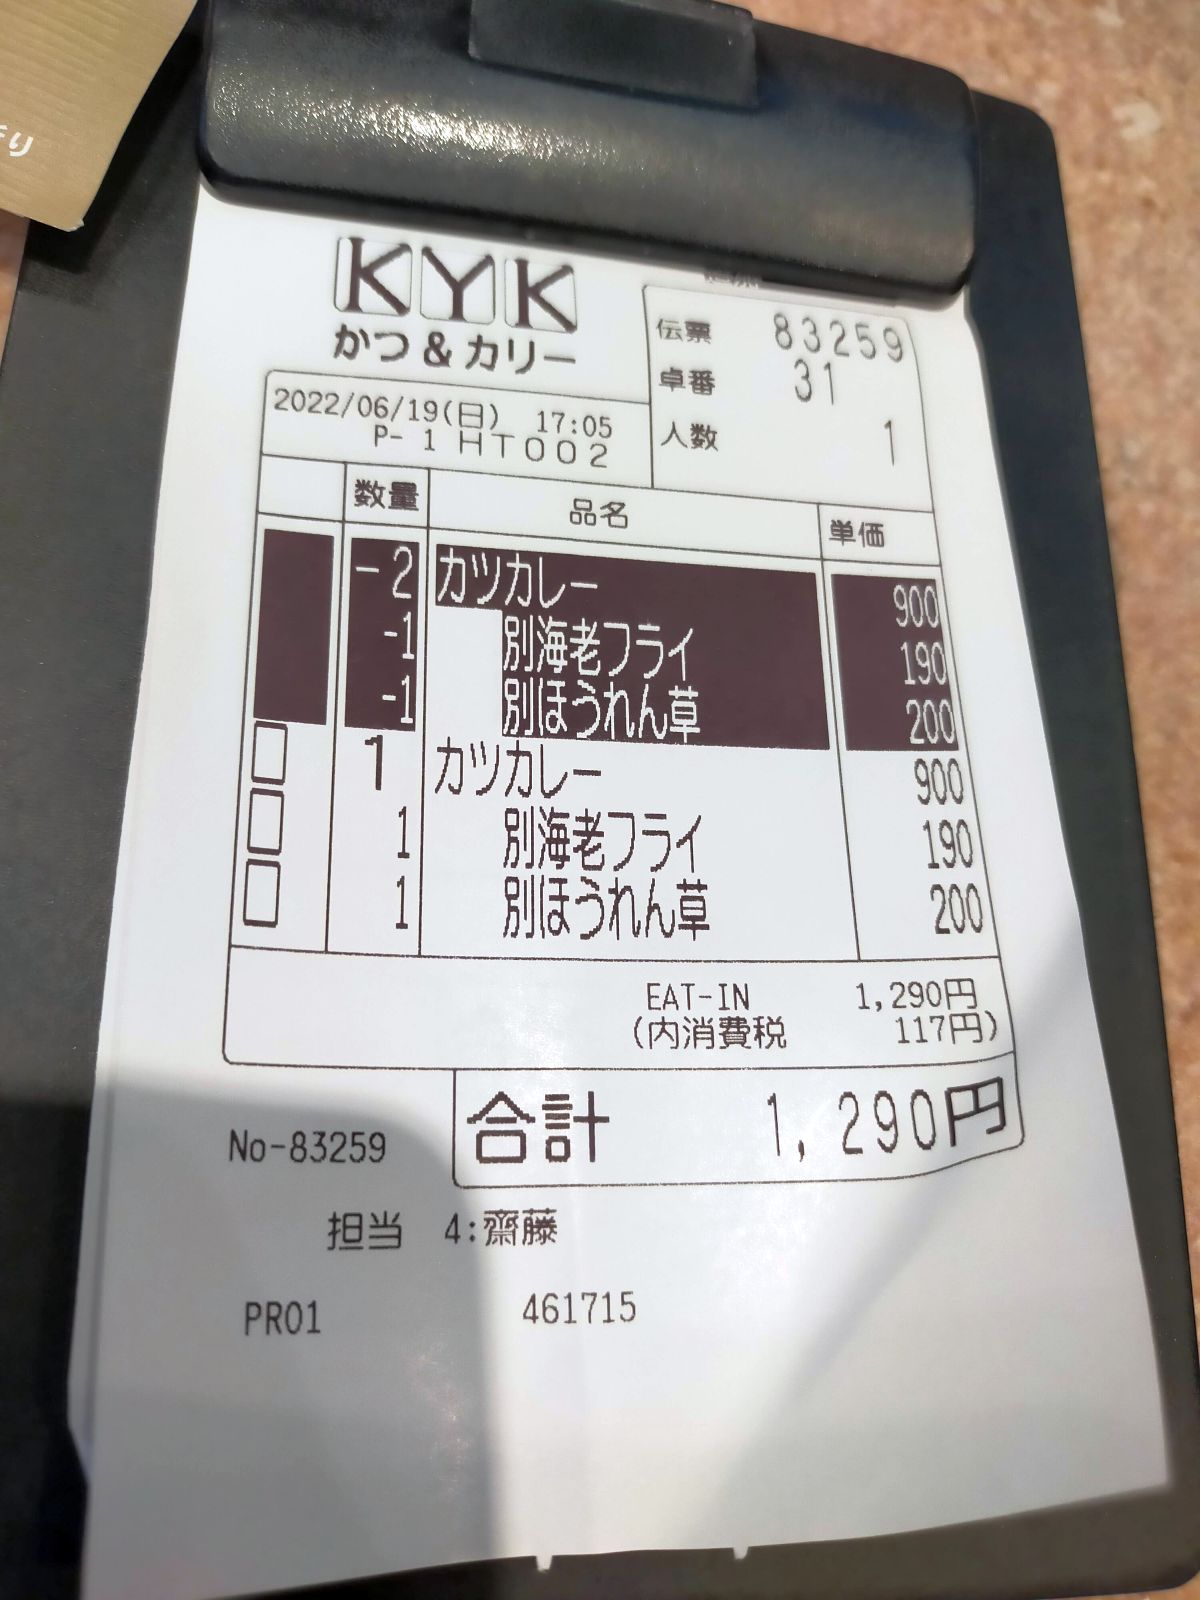 り
KYK
かつ&カリー
伝票 83259
卓番 31
人数 1
2022/06/19(日) 17:05
P- 1 HT002
数量 品名 単価
-2 カツカレー 900
-1 別海老フライ 190
-1 別ほうれん草 200
1 カツカレー 900
1 別海老フライ 190
1 別ほうれん草 200
EAT-IN 1,290円
(内消費税 117円)
合計 1,290円
No-83259
担当 4:齋藤
PR01 461715